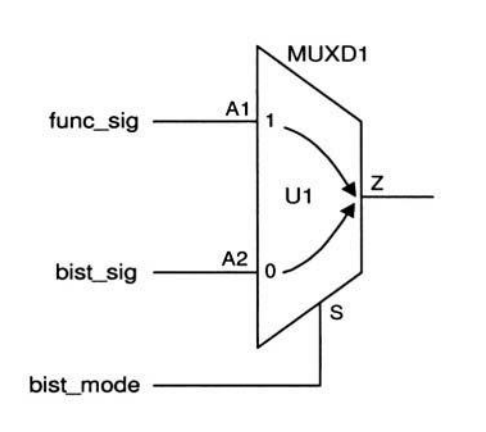 MUXD1
func_sig
A1
1
U1
Z
bist_sig
A2
0
S
bist_mode